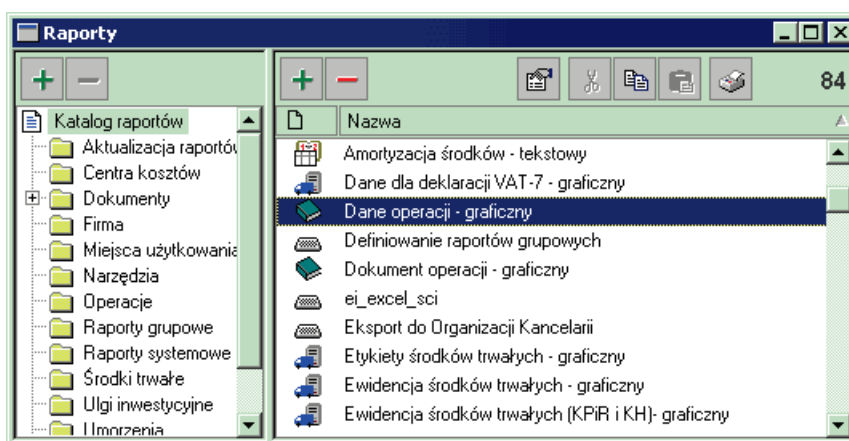 Raporty
84
Katalog raportów
Aktualizacja raportów
Centra kosztów
Dokumenty
Firma
Miejsca użytkowania
Narzędzia
Operacje
Raporty grupowe
Raporty systemowe
Środki trwałe
Ulgi inwestycyjne
Umorzenia
Nazwa
Amortyzacja środków - tekstowy
Dane dla deklaracji VAT-7 - graficzny
Dane operacji - graficzny
Definiowanie raportów grupowych
Dokument operacji - graficzny
ei_excel_sci
Eksport do Organizacji Kancelarii
Etykiety środków trwałych - graficzny
Ewidencja środków trwałych - graficzny
Ewidencja środków trwałych (KPiR i KH)- graficzny